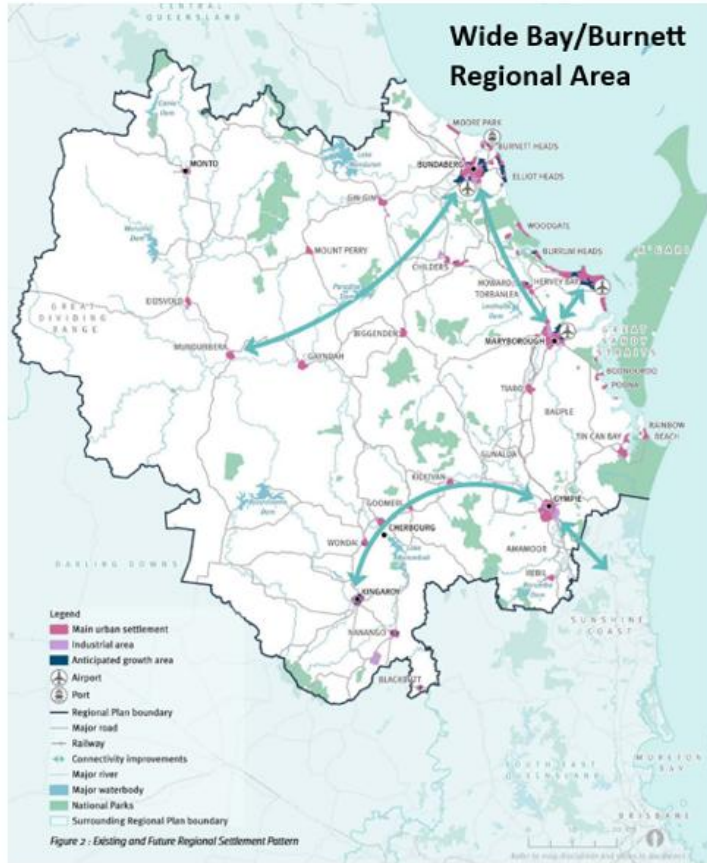 Wide Bay/Burnett
Regional Area
CENTRAL
QUEENSLAND
MOORE PARK
BURNETT HEADS
BUNDABERG
ELLIOT HEADS
MONTO
GIN GIN
WOODGATE
MOUNT PERRY
BURRUM HEADS
K'GARI
CHILDERS
HOWARD
TORBANLEA
HERVEY BAY
EIDSVOLD
GREAT
DIVIDING
RANGE
Paradise
Dam
BIGGENDEN
MUNDUBBERA
GAYNDAH
MARYBOROUGH
GREAT
SANDY
STRAITS
BOONOOROO
POONA
TIARO
BAUPLE
RAINBOW
BEACH
TIN CAN BAY
GUNALDA
KILKIVAN
GYMPIE
GOOMERI
CHERBOURG
WONDAI
AMAMOOR
DARLING DOWNS
IMBIL
KINGAROY
NANANGO
SUNSHINE
COAST
BLACKBUTT
Legend
Main urban settlement
Industrial area
Anticipated growth area
Airport
Port
Regional Plan boundary
Major road
Railway
Connectivity improvements
Major river
Major waterbody
National Parks
Surrounding Regional Plan boundary
SOUTH EAST
QUEENSLAND
MORETON
BAY
BRISBANE
Figure 2 : Existing and Future Regional Settlement Pattern